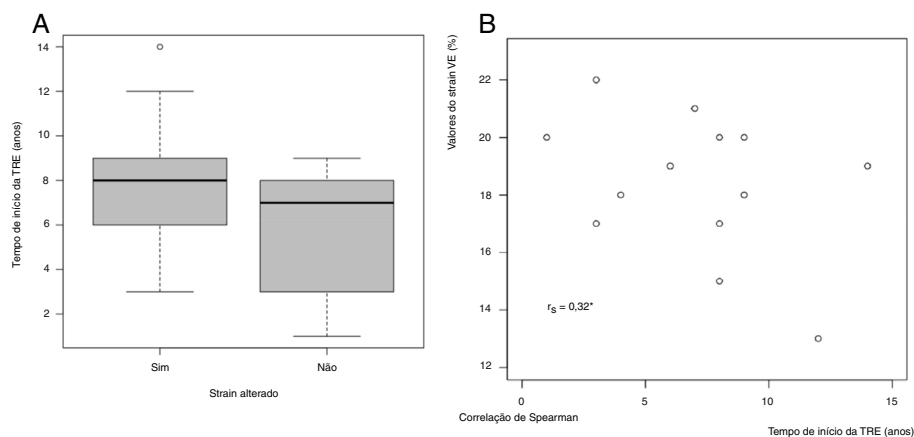 A
Tempo de início da TRE (anos)
14
12
10
8
6
4
2
Sim
Não
Strain alterado
B
Valores do strain VE (%)
22
20
18
16
14
12
rS = 0,32*
0
5
10
15
Correlação de Spearman
Tempo de início da TRE (anos)